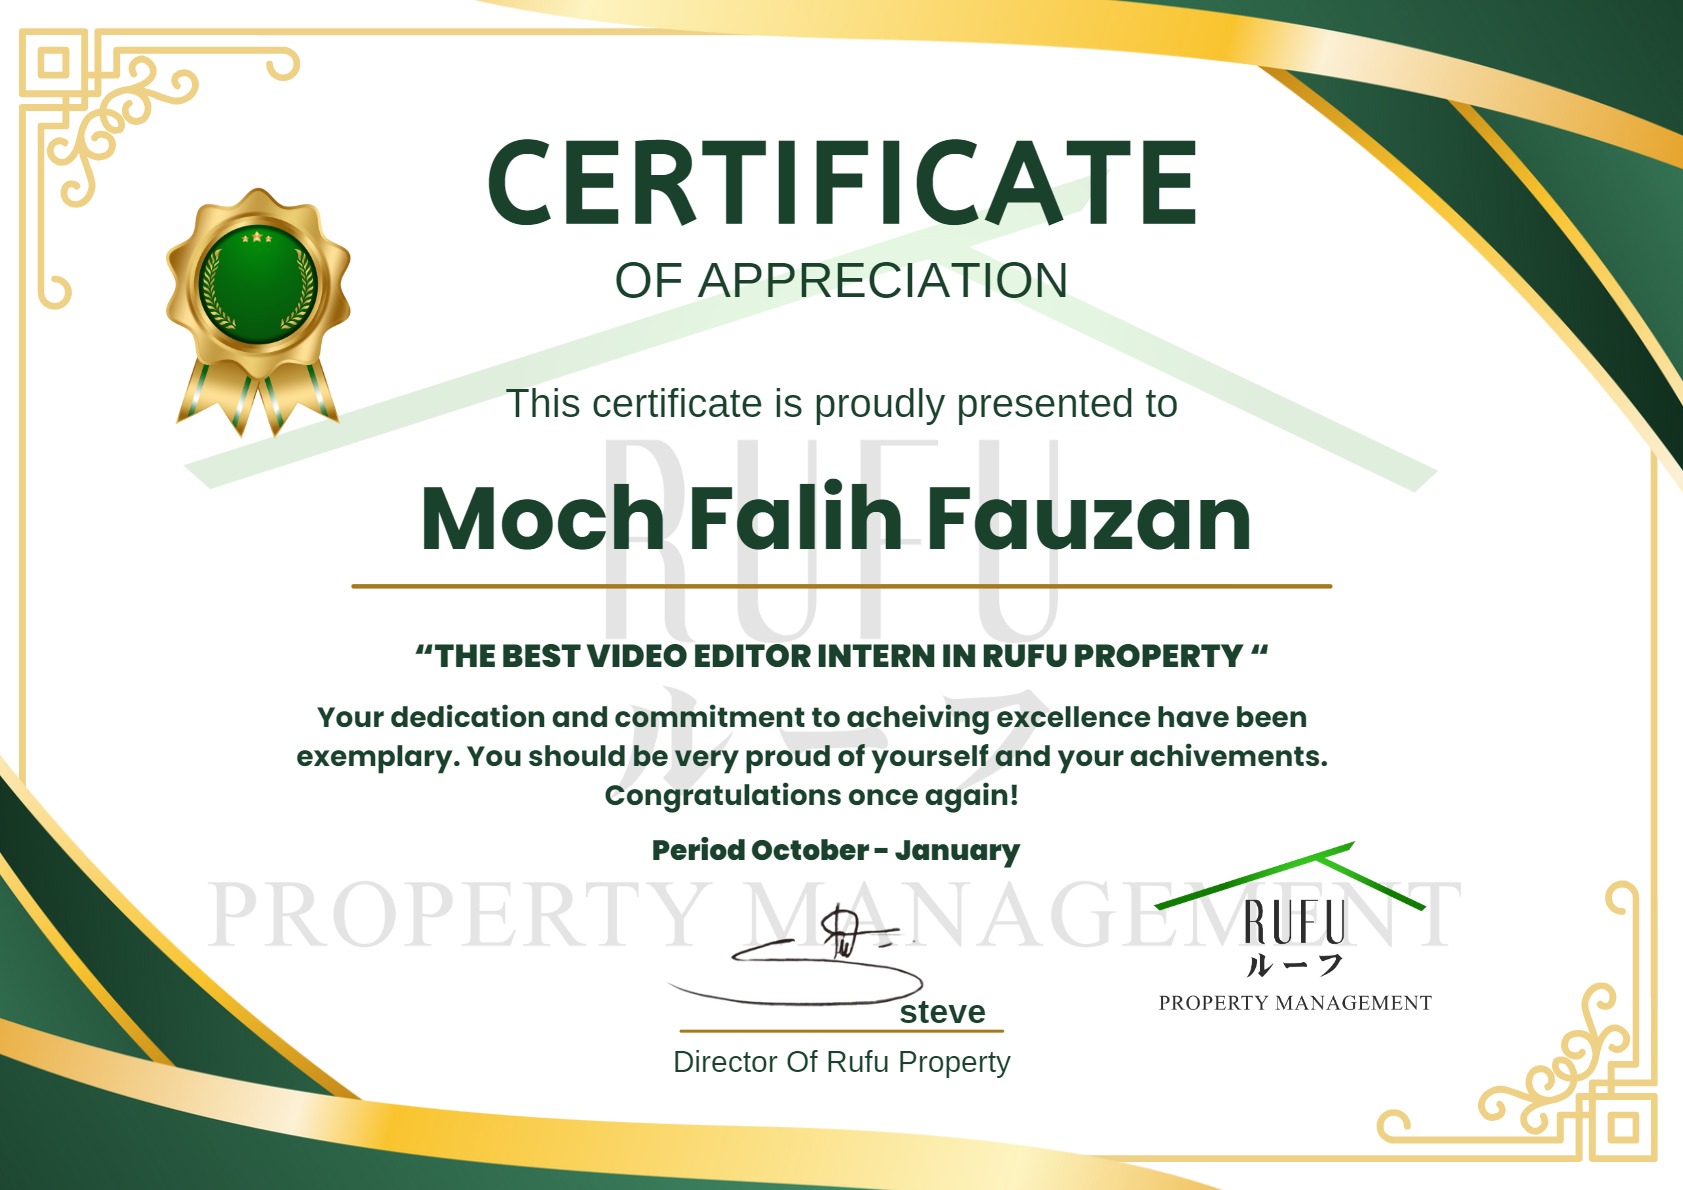 CERTIFICATE
OF APPRECIATION
This certificate is proudly presented to
Moch Falih Fauzan
“THE BEST VIDEO EDITOR INTERN IN RUFU PROPERTY “
Your dedication and commitment to acheiving excellence have been
exemplary. You should be very proud of yourself and your achivements.
Congratulations once again!
Period October - January
steve
Director Of Rufu Property
RUFU
ルーフ
PROPERTY MANAGEMENT
RUFU
ルーフ
PROPERTY MANAGEMENT